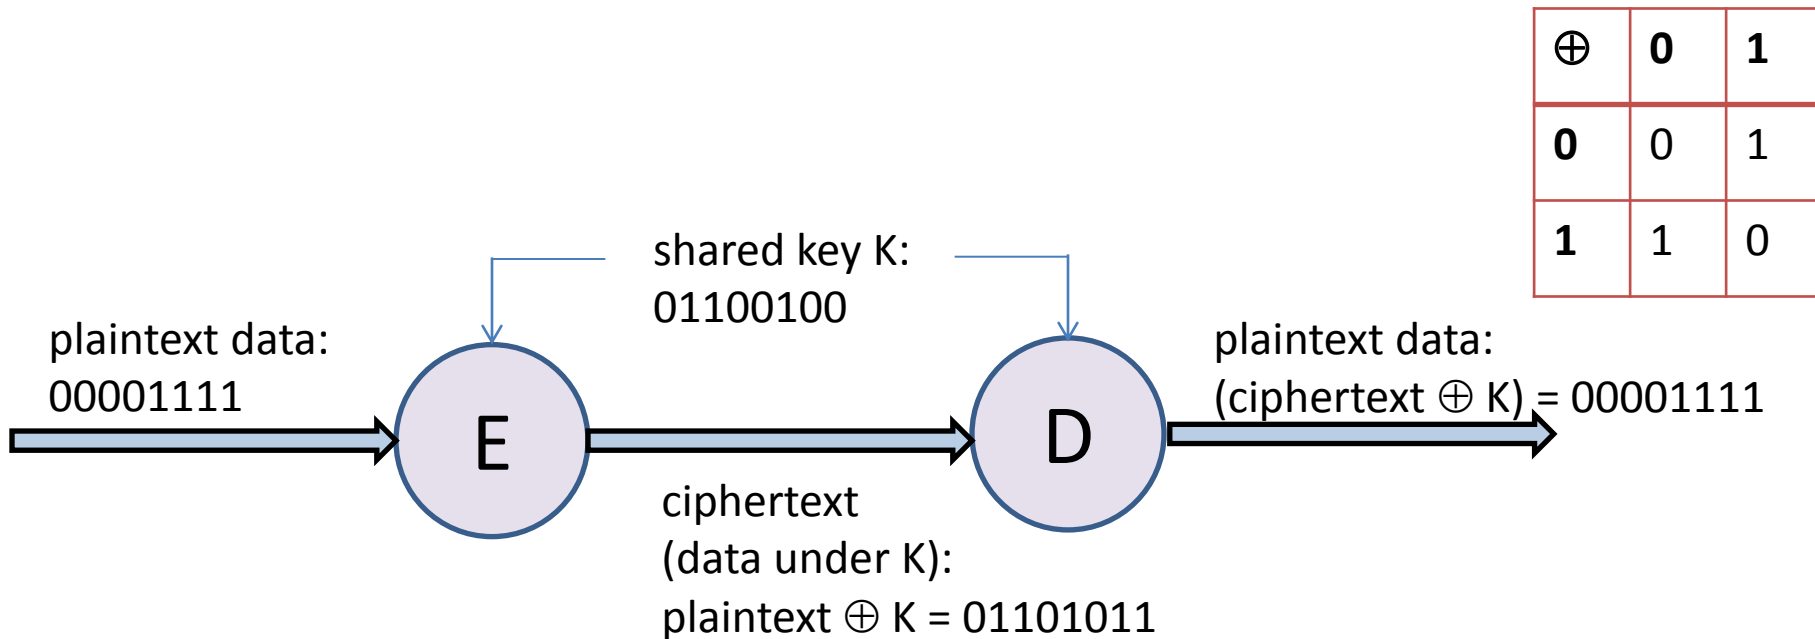 ⊕ 0 1
0 0 1
1 1 0
shared key K:
01100100
plaintext data:
00001111
plaintext data:
(ciphertext ⊕ K) = 00001111
E
D
ciphertext
(data under K):
plaintext ⊕ K = 01101011